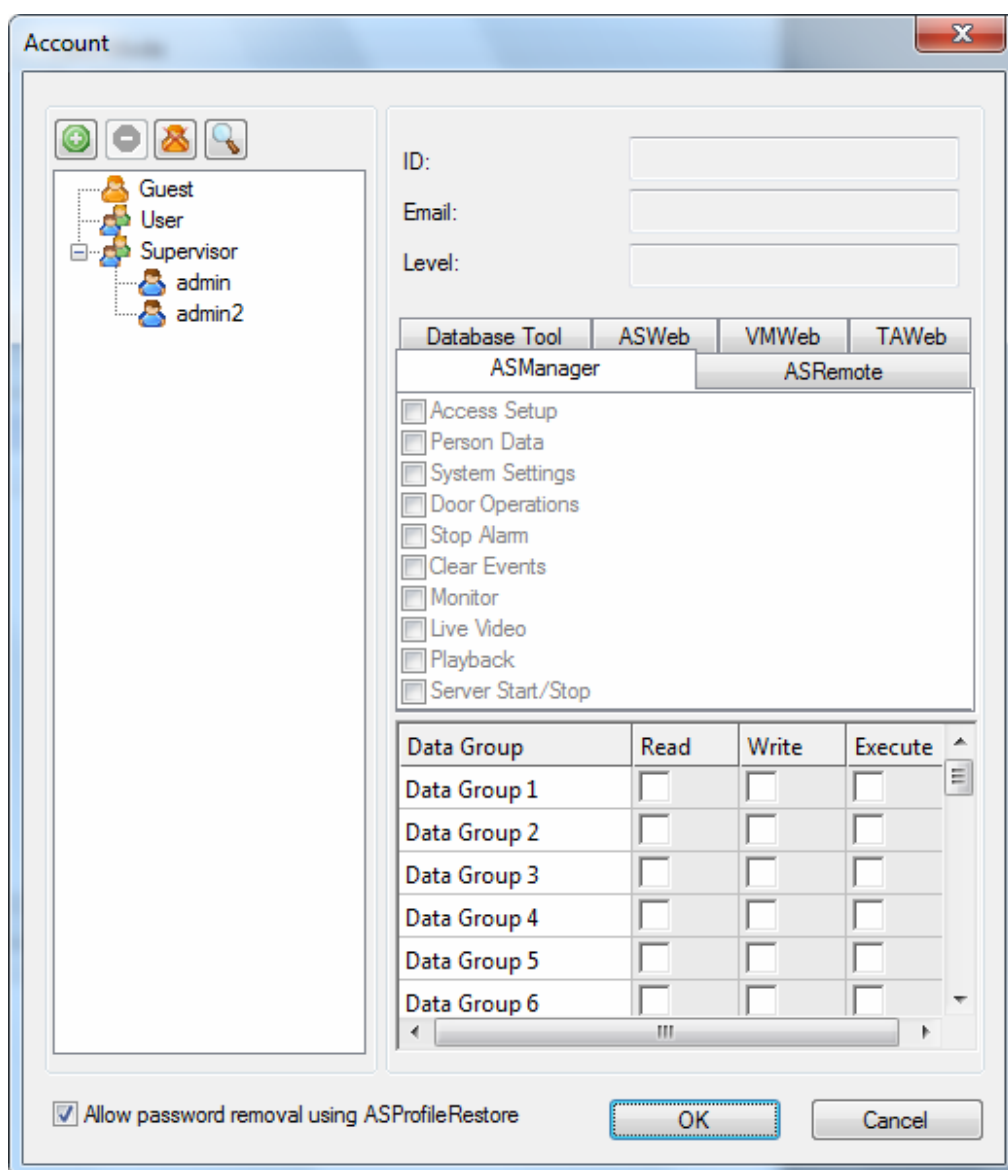 Account
Guest
User
Supervisor
admin
admin2
ID:
Email:
Level:
Database Tool ASWeb VMWeb TAWeb
ASManager ASRemote
Access Setup
Person Data
System Settings
Door Operations
Stop Alarm
Clear Events
Monitor
Live Video
Playback
Server Start/Stop
Data Group Read Write Execute
Data Group 1
Data Group 2
Data Group 3
Data Group 4
Data Group 5
Data Group 6
Allow password removal using ASProfileRestore
OK Cancel